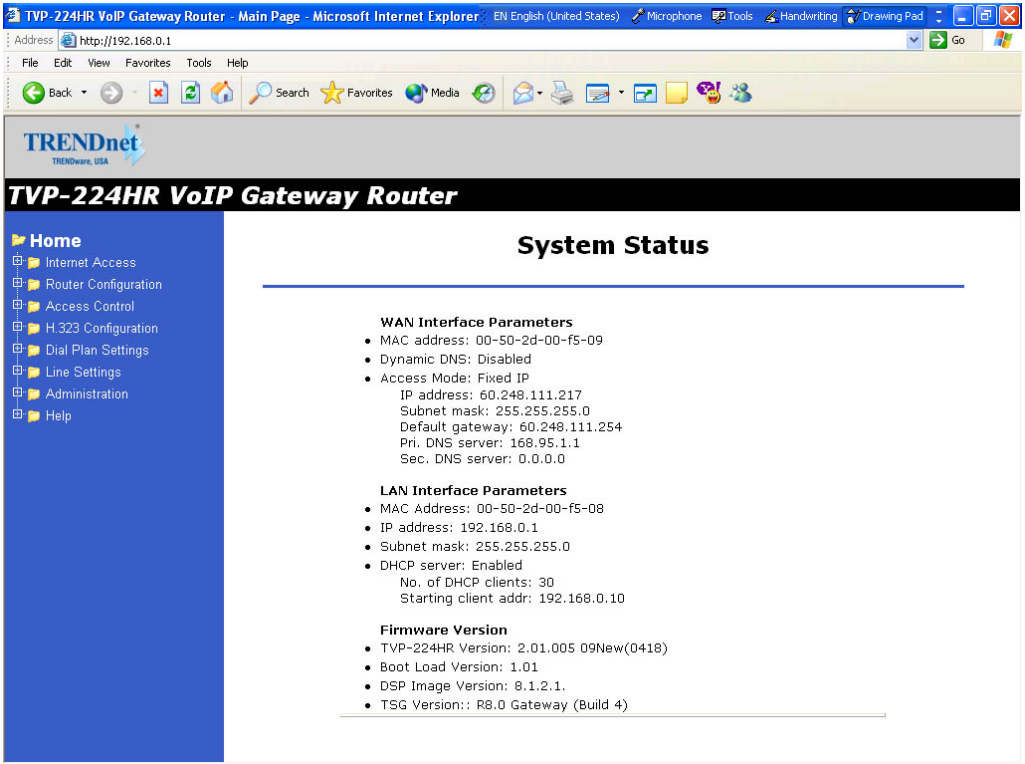 TVP-224HR VoIP Gateway Router - Main Page - Microsoft Internet Explorer EN English (United States) Microphone Tools Handwriting Drawing Pad
Address http://192.168.0.1 Go
File Edit View Favorites Tools Help
Back Search Favorites Media
TRENDnet
TRENDware, USA
TVP-224HR VoIP Gateway Router
Home
Internet Access
Router Configuration
Access Control
H.323 Configuration
Dial Plan Settings
Line Settings
Administration
Help
System Status
WAN Interface Parameters
• MAC address: 00-50-2d-00-f5-09
• Dynamic DNS: Disabled
• Access Mode: Fixed IP
IP address: 60.248.111.217
Subnet mask: 255.255.255.0
Default gateway: 60.248.111.254
Pri. DNS server: 168.95.1.1
Sec. DNS server: 0.0.0.0
LAN Interface Parameters
• MAC Address: 00-50-2d-00-f5-08
• IP address: 192.168.0.1
• Subnet mask: 255.255.255.0
• DHCP server: Enabled
No. of DHCP clients: 30
Starting client addr: 192.168.0.10
Firmware Version
• TVP-224HR Version: 2.01.005 09New(0418)
• Boot Load Version: 1.01
• DSP Image Version: 8.1.2.1.
• TSG Version:: R8.0 Gateway (Build 4)